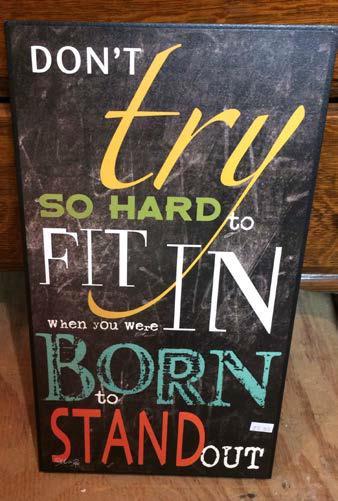 DON'T
try
SO HARD to
FIT IN
when you were
BORN
to
STAND OUT